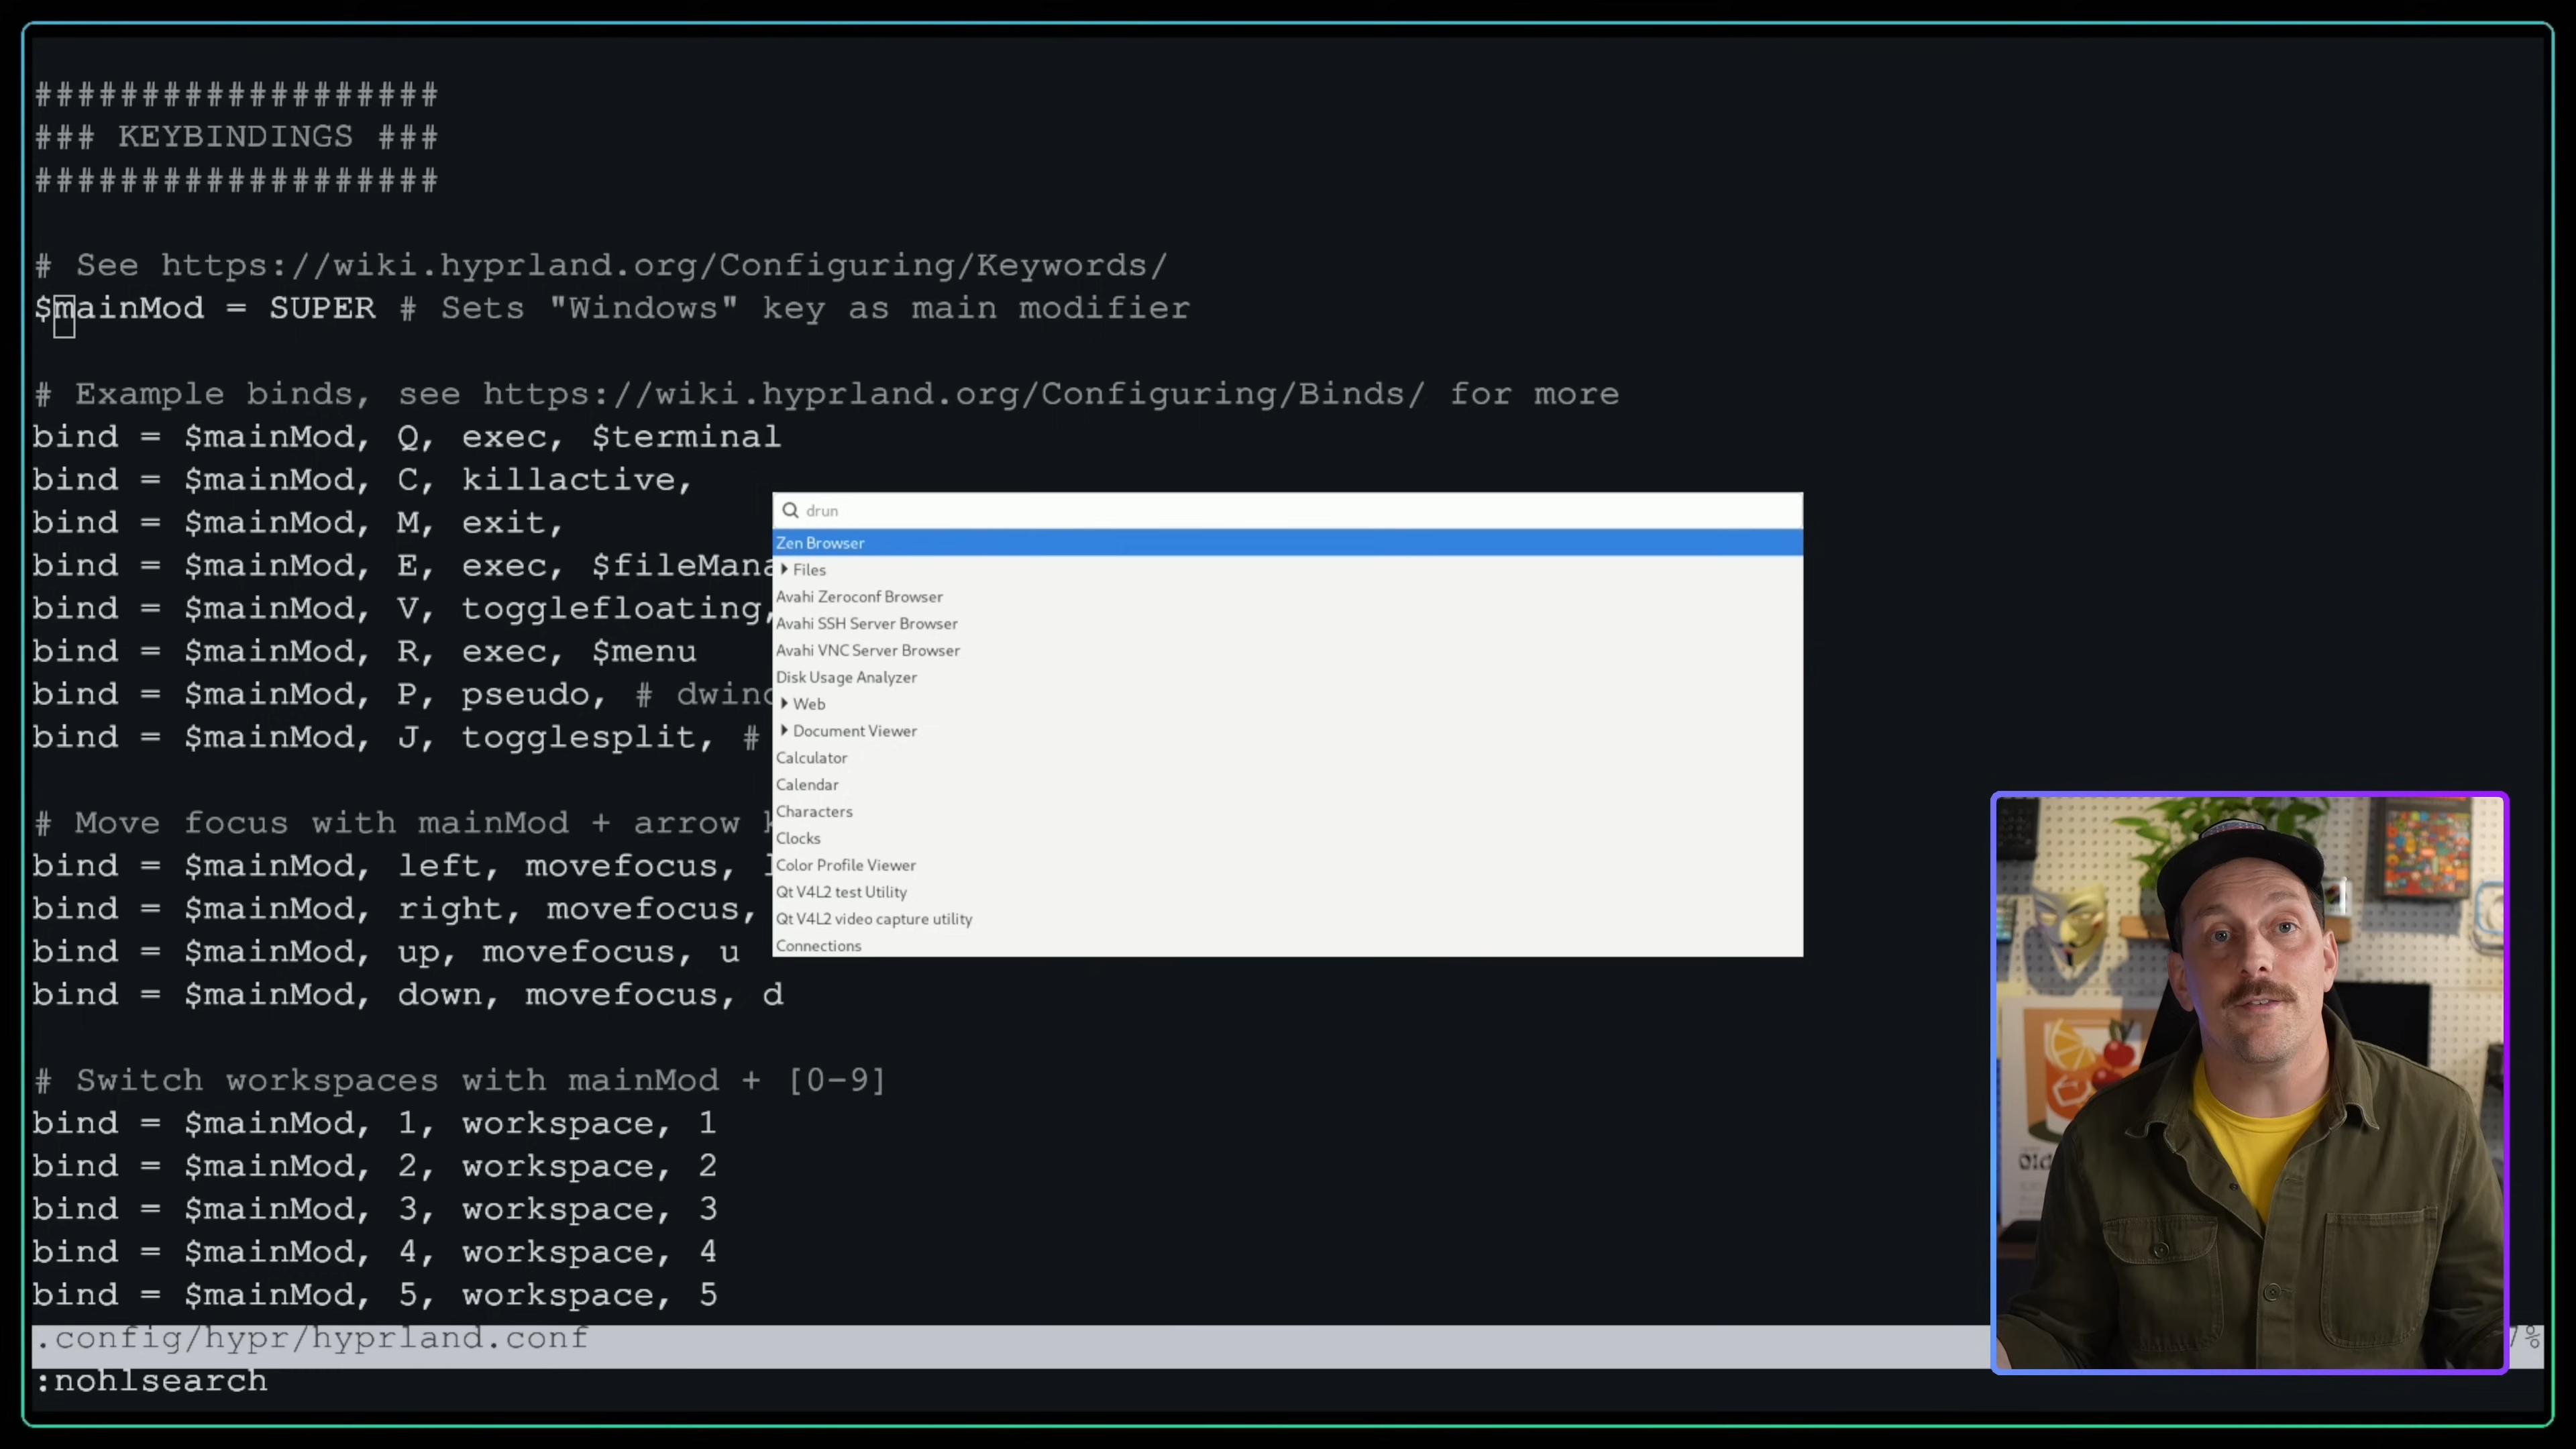 ###################
### KEYBINDINGS ###
###################
# See https://wiki.hyprland.org/Configuring/Keywords/
$mainMod = SUPER # Sets "Windows" key as main modifier
# Example binds, see https://wiki.hyprland.org/Configuring/Binds/ for more
bind = $mainMod, Q, exec, $terminal
bind = $mainMod, C, killactive,
bind = $mainMod, M, exit,
bind = $mainMod, E, exec, $fileMana
bind = $mainMod, V, togglefloating,
bind = $mainMod, R, exec, $menu
bind = $mainMod, P, pseudo, # dwind
bind = $mainMod, J, togglesplit, #
# Move focus with mainMod + arrow k
bind = $mainMod, left, movefocus, l
bind = $mainMod, right, movefocus,
bind = $mainMod, up, movefocus, u
bind = $mainMod, down, movefocus, d
# Switch workspaces with mainMod + [0-9]
bind = $mainMod, 1, workspace, 1
bind = $mainMod, 2, workspace, 2
bind = $mainMod, 3, workspace, 3
bind = $mainMod, 4, workspace, 4
bind = $mainMod, 5, workspace, 5
.config/hypr/hyprland.conf 7%
:nohlsearch
drun
Zen Browser
Files
Avahi Zeroconf Browser
Avahi SSH Server Browser
Avahi VNC Server Browser
Disk Usage Analyzer
Web
Document Viewer
Calculator
Calendar
Characters
Clocks
Color Profile Viewer
Qt V4L2 test Utility
Qt V4L2 video capture utility
Connections